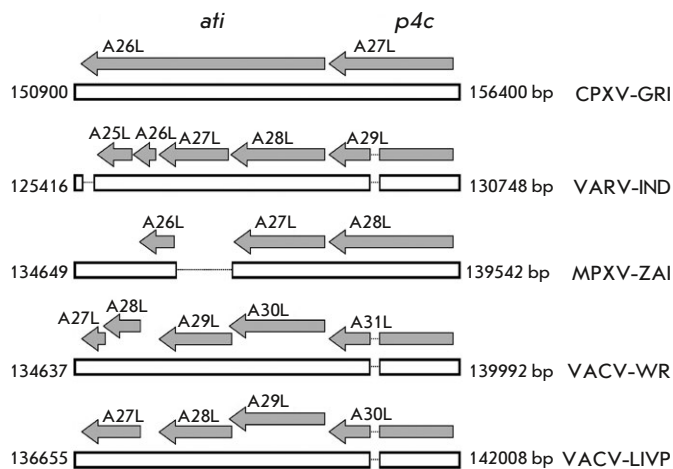 ati p4c
A26L A27L
150900 156400 bp CPXV-GRI
A25L A26L A27L A28L A29L
125416 130748 bp VARV-IND
A26L A27L A28L
134649 139542 bp MPXV-ZAI
A27L A28L A29L A30L A31L
134637 139992 bp VACV-WR
A27L A28L A29L A30L
136655 142008 bp VACV-LIVP